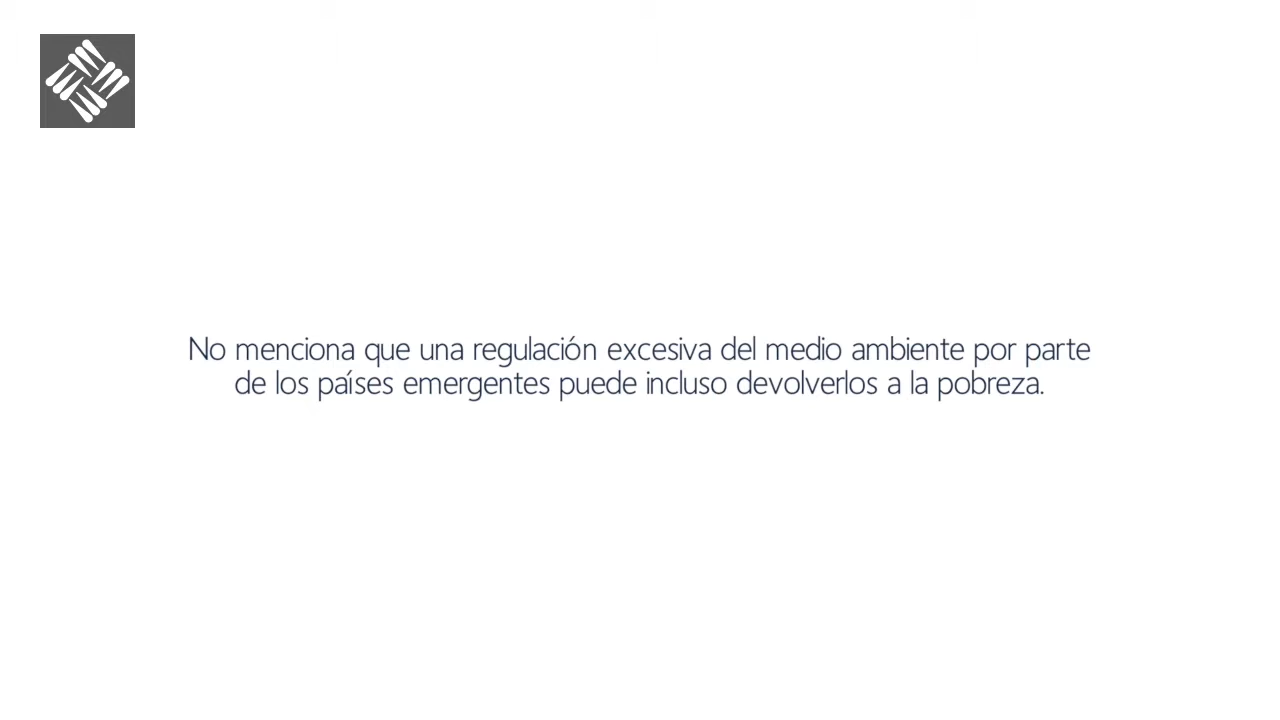 No menciona que una regulación excesiva del medio ambiente por parte
de los países emergentes puede incluso devolverlos a la pobreza.